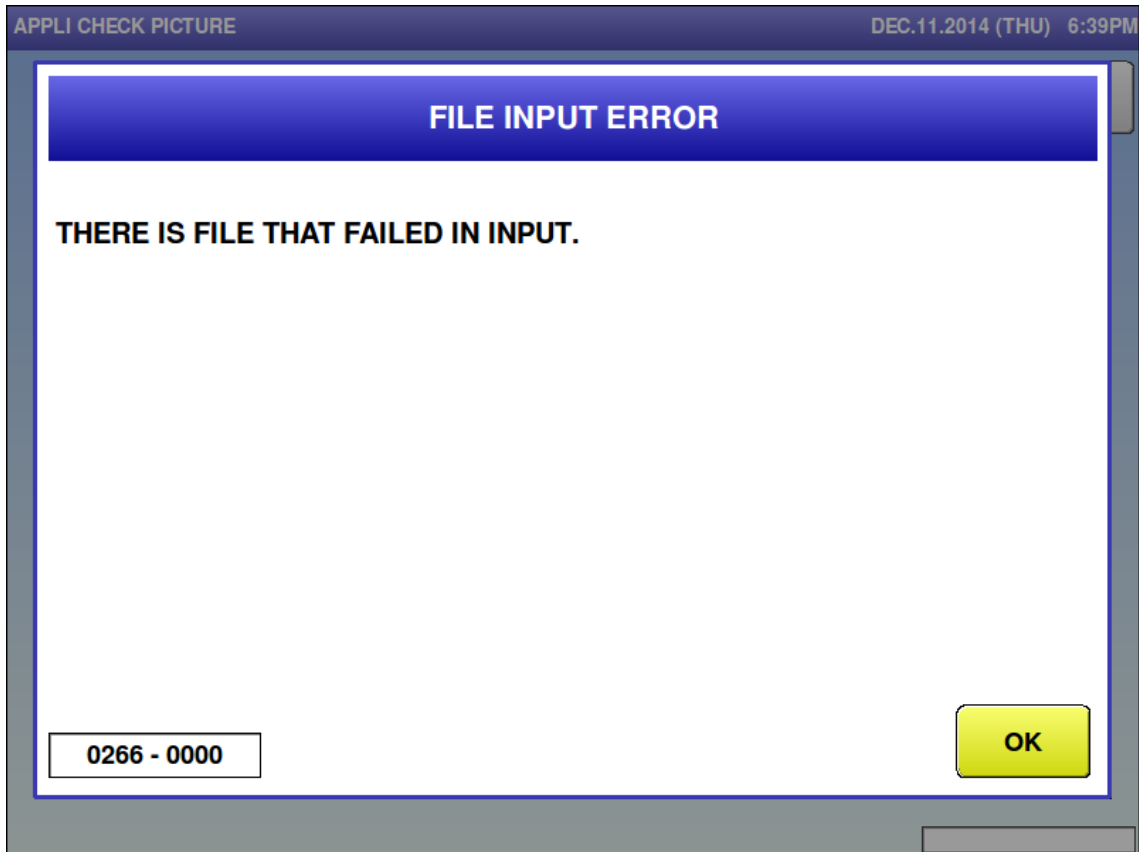 APPLI CHECK PICTURE DEC.11.2014 (THU) 6:39PM
FILE INPUT ERROR
THERE IS FILE THAT FAILED IN INPUT.
0266 - 0000
OK